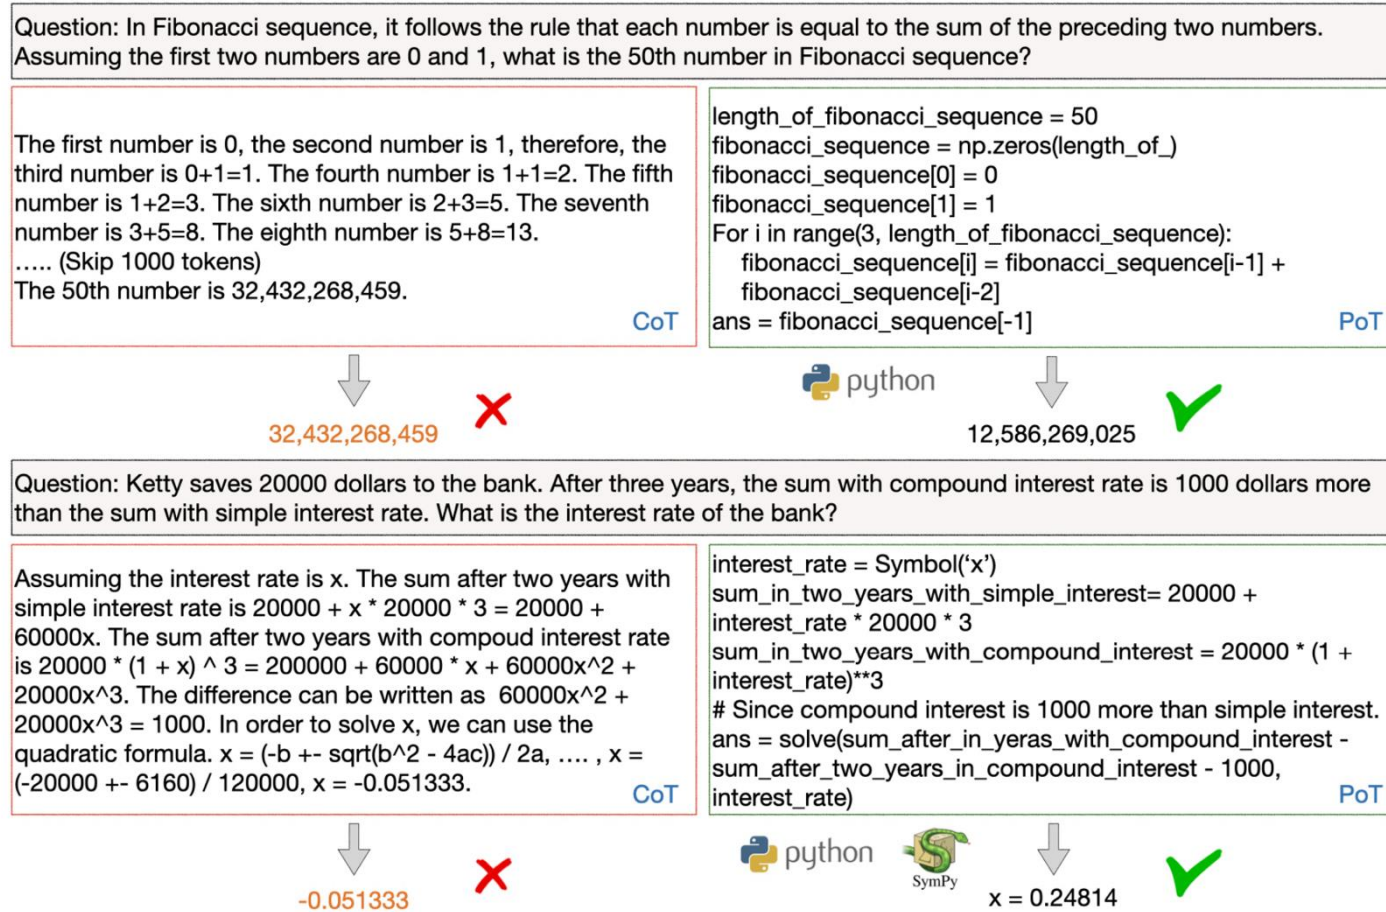 Question: In Fibonacci sequence, it follows the rule that each number is equal to the sum of the preceding two numbers.
Assuming the first two numbers are 0 and 1, what is the 50th number in Fibonacci sequence?
The first number is 0, the second number is 1, therefore, the
third number is 0+1=1. The fourth number is 1+1=2. The fifth
number is 1+2=3. The sixth number is 2+3=5. The seventh
number is 3+5=8. The eighth number is 5+8=13.
..... (Skip 1000 tokens)
The 50th number is 32,432,268,459.
CoT
length_of_fibonacci_sequence = 50
fibonacci_sequence = np.zeros(length_of_)
fibonacci_sequence[0] = 0
fibonacci_sequence[1] = 1
For i in range(3, length_of_fibonacci_sequence):
fibonacci_sequence[i] = fibonacci_sequence[i-1] +
fibonacci_sequence[i-2]
ans = fibonacci_sequence[-1]
PoT
32,432,268,459
python
12,586,269,025
Question: Ketty saves 20000 dollars to the bank. After three years, the sum with compound interest rate is 1000 dollars more
than the sum with simple interest rate. What is the interest rate of the bank?
Assuming the interest rate is x. The sum after two years with
simple interest rate is 20000 + x * 20000 * 3 = 20000 +
60000x. The sum after two years with compoud interest rate
is 20000 * (1 + x) ^ 3 = 200000 + 60000 * x + 60000x^2 +
20000x^3. The difference can be written as 60000x^2 +
20000x^3 = 1000. In order to solve x, we can use the
quadratic formula. x = (-b +- sqrt(b^2 - 4ac)) / 2a, .... , x =
(-20000 +- 6160) / 120000, x = -0.051333.
CoT
interest_rate = Symbol(‘x’)
sum_in_two_years_with_simple_interest= 20000 +
interest_rate * 20000 * 3
sum_in_two_years_with_compound_interest = 20000 * (1 +
interest_rate)**3
# Since compound interest is 1000 more than simple interest.
ans = solve(sum_after_in_yeras_with_compound_interest -
sum_after_two_years_in_compound_interest - 1000,
interest_rate)
PoT
-0.051333
python
SymPy
x = 0.24814